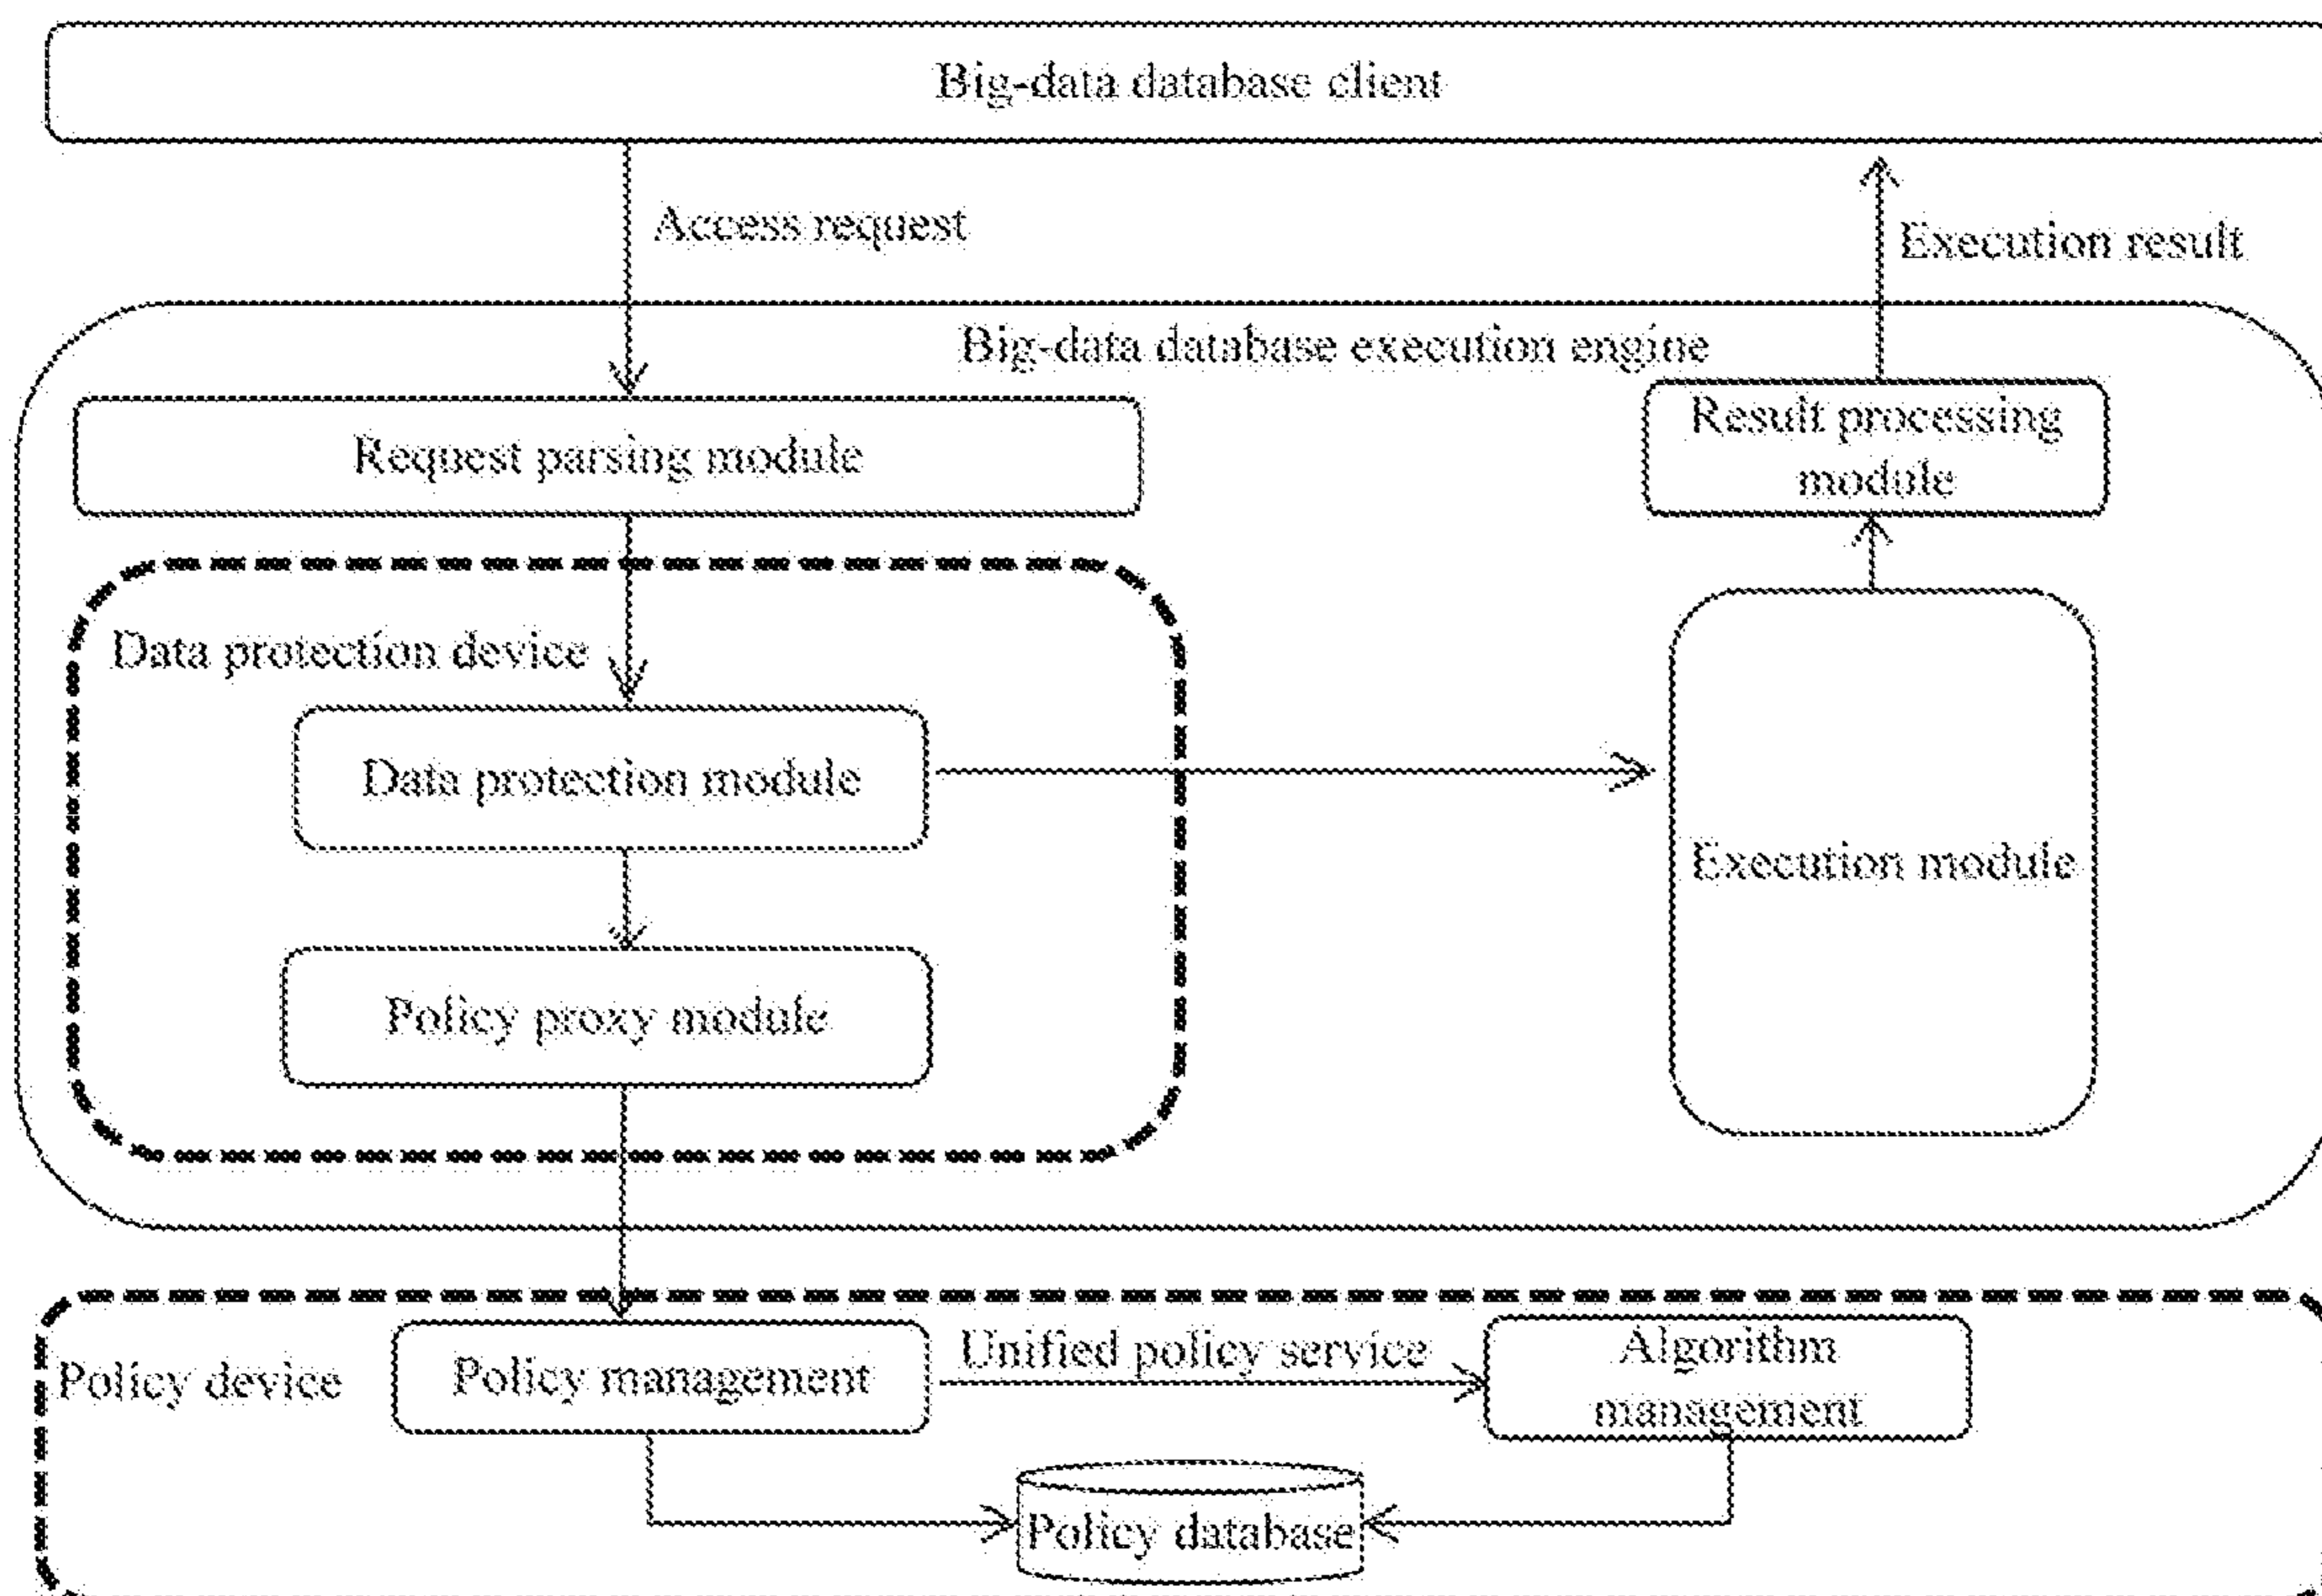 Big-data database client
Access request
Execution result
Big-data database execution engine
Request parsing module
Result processing
module
Data protection device
Data protection module
Execution module
Policy proxy module
Policy device
Policy management
Unified policy service
Algorithm
management
Policy database